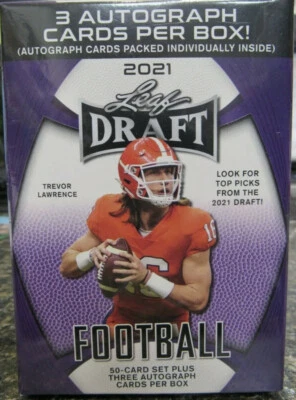 3 AUTOGRAPH
CARDS PER BOX!
(AUTOGRAPH CARDS PACKED INDIVIDUALLY INSIDE)
2021
Leaf
DRAFT
TREVOR
LAWRENCE
LOOK FOR
TOP PICKS
FROM THE
2021 DRAFT!
16
FOOTBALL
50-CARD SET PLUS
THREE AUTOGRAPH
CARDS PER BOX